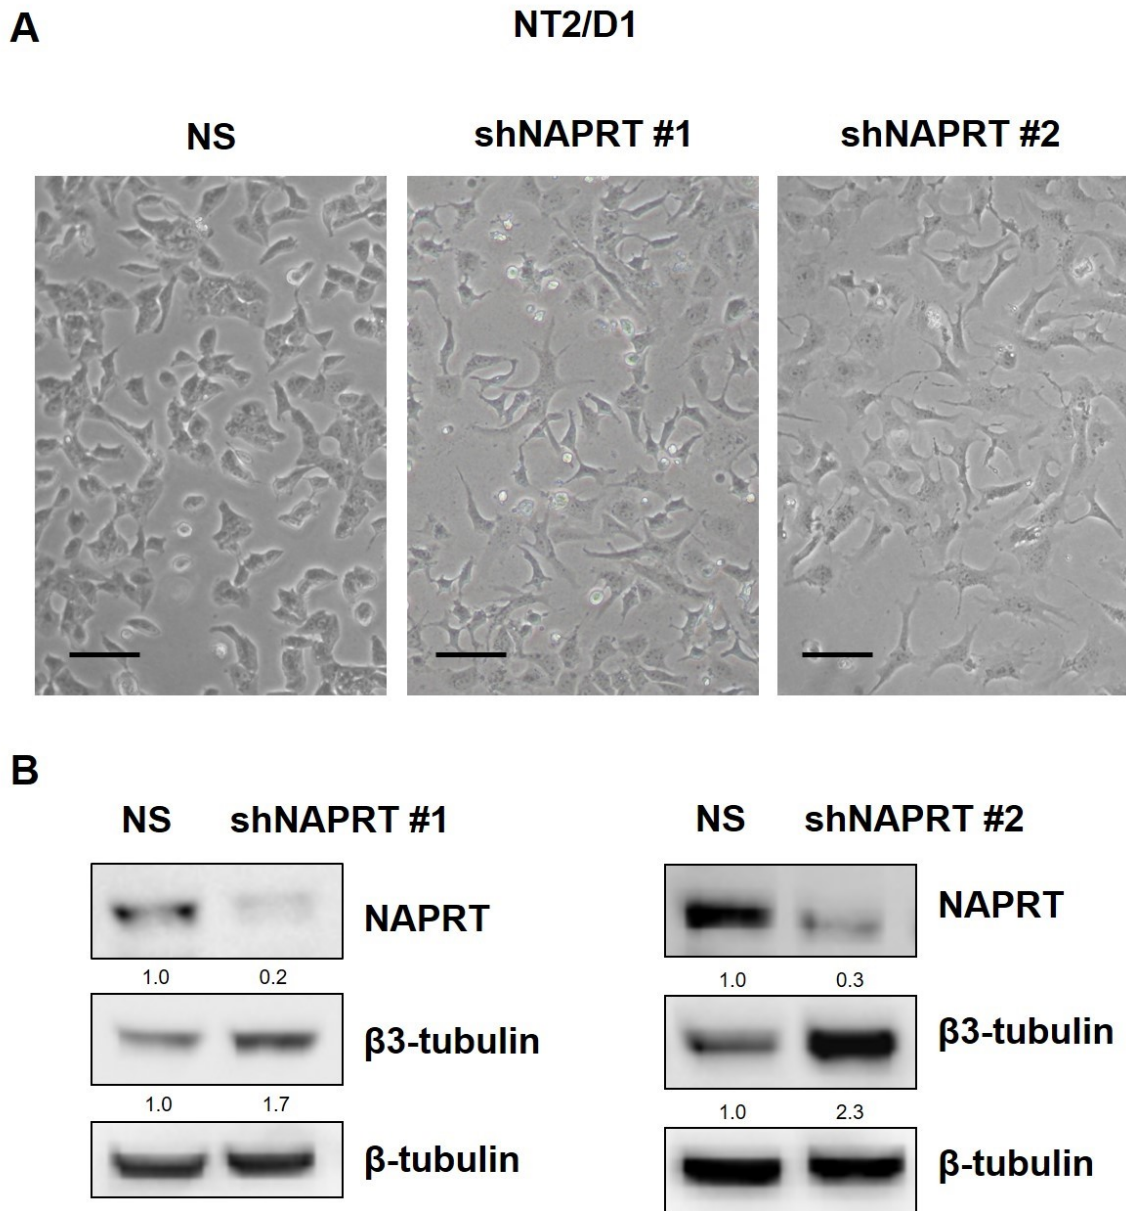 A
NT2/D1
NS shNAPRT #1 shNAPRT #2
B
NS shNAPRT #1
NAPRT
1.0 0.2
β3-tubulin
1.0 1.7
β-tubulin
NS shNAPRT #2
NAPRT
1.0 0.3
β3-tubulin
1.0 2.3
β-tubulin